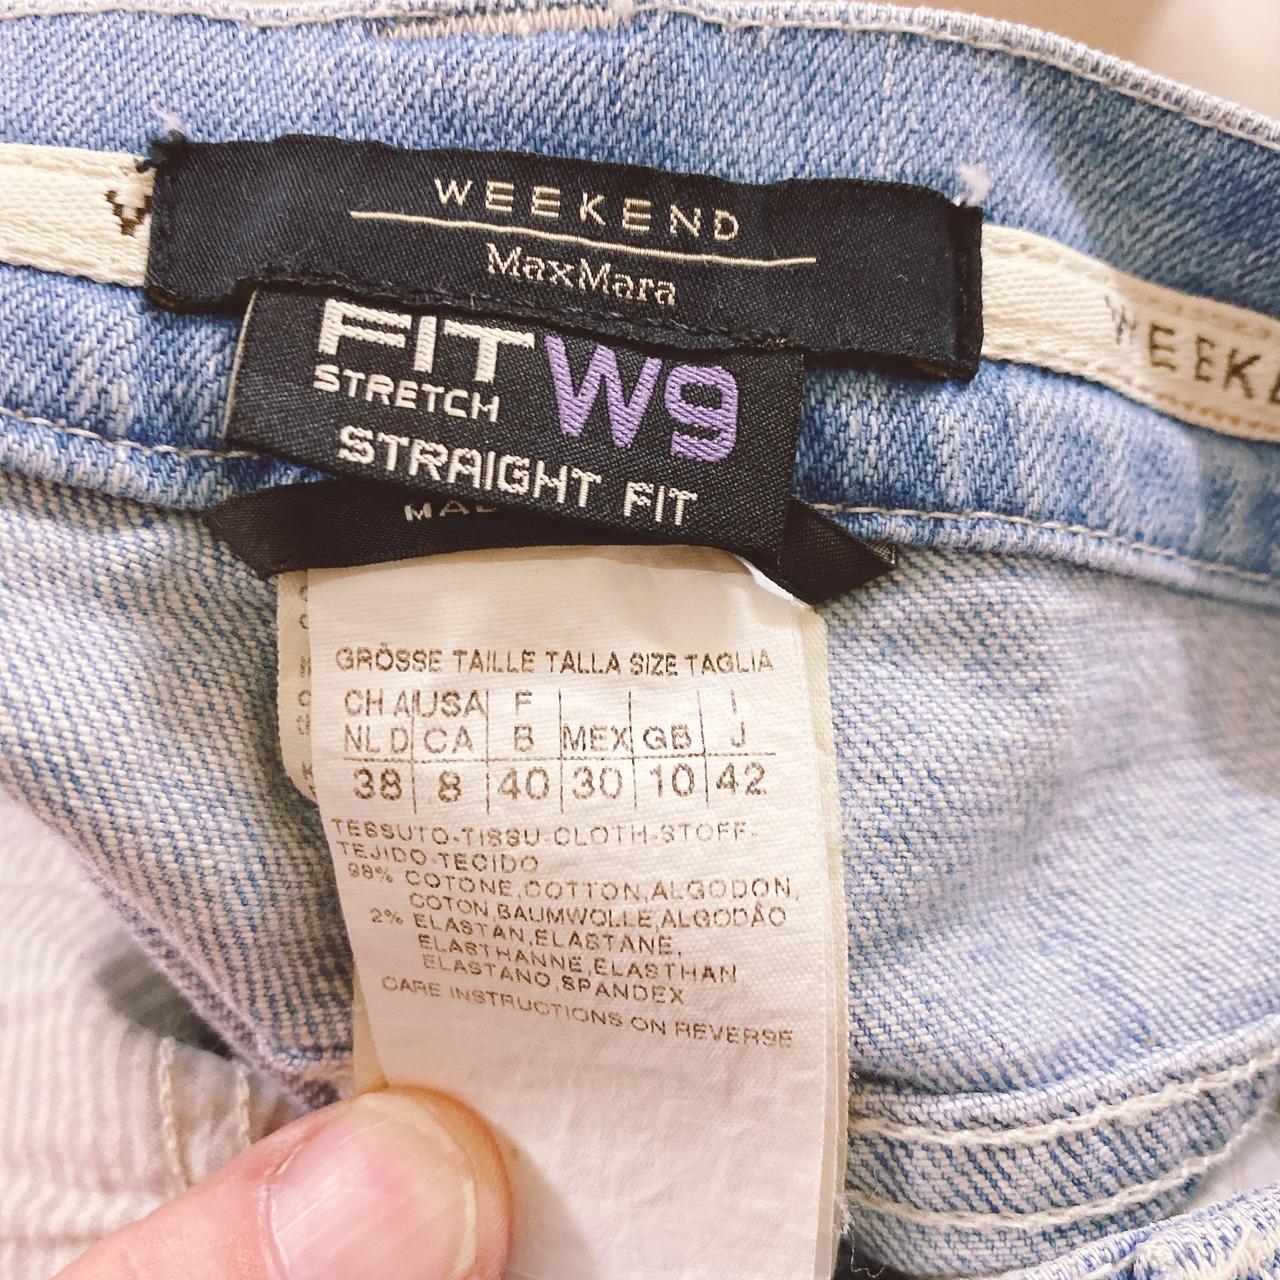 WEEKEND
MaxMara
FIT W9
STRETCH
STRAIGHT FIT
WEEK
GRÖSSE TAILLE TALLA SIZE TAGLIA
CH A USA F I
NL D CA B MEX GB J
38 8 40 30 10 42
TESSUTO-TISSU-CLOTH-STOFF-
TEJIDO-TECIDO
98% COTONE,COTTON,ALGODON,
COTON,BAUMWOLLE,ALGODÃO
2% ELASTAN,ELASTANE,
ELASTHANNE,ELASTHAN
ELASTANO,SPANDEX
CARE INSTRUCTIONS ON REVERSE